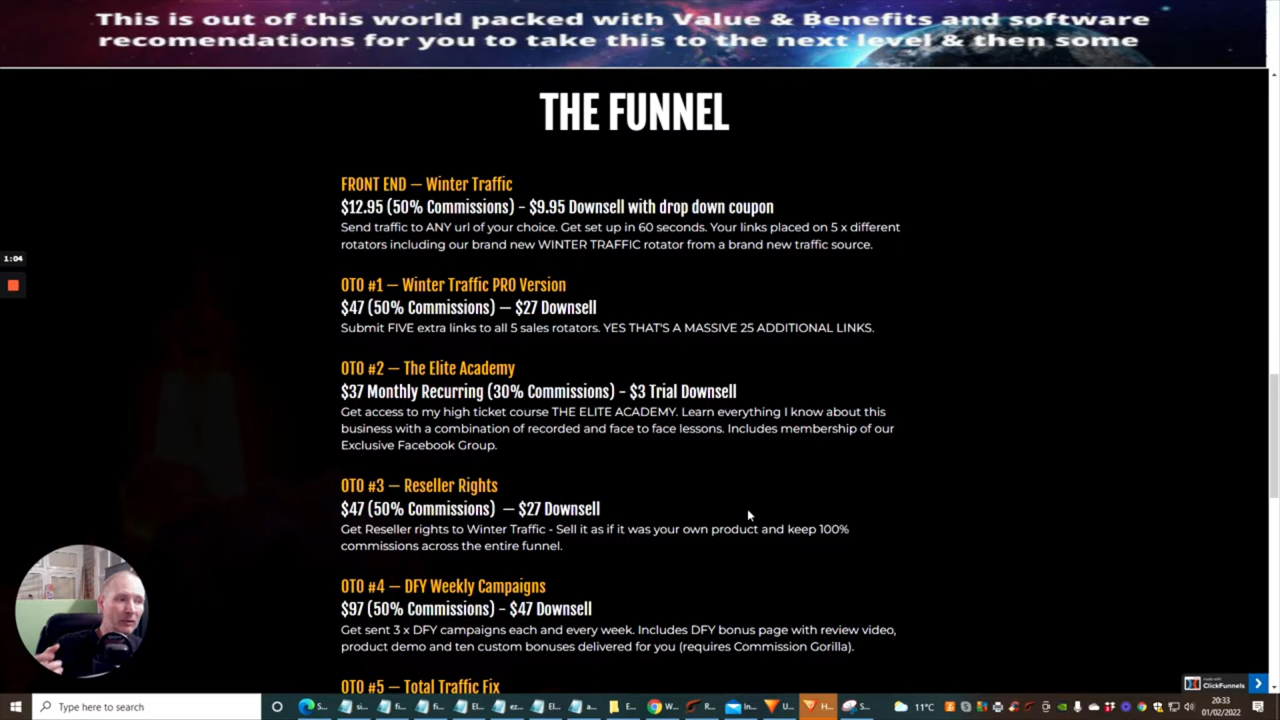 This is out of this world packed with Value & Benefits and software
recomendations for you to take this to the next level & then some
THE FUNNEL
FRONT END — Winter Traffic
$12.95 (50% Commissions) - $9.95 Downsell with drop down coupon
Send traffic to ANY url of your choice. Get set up in 60 seconds. Your links placed on 5 x different
rotators including our brand new WINTER TRAFFIC rotator from a brand new traffic source.
1:04
OTO #1 — Winter Traffic PRO Version
$47 (50% Commissions) — $27 Downsell
Submit FIVE extra links to all 5 sales rotators. YES THAT'S A MASSIVE 25 ADDITIONAL LINKS.
OTO #2 — The Elite Academy
$37 Monthly Recurring (30% Commissions) - $3 Trial Downsell
Get access to my high ticket course THE ELITE ACADEMY. Learn everything I know about this
business with a combination of recorded and face to face lessons. Includes membership of our
Exclusive Facebook Group.
OTO #3 — Reseller Rights
$47 (50% Commissions) — $27 Downsell
Get Reseller rights to Winter Traffic - Sell it as if it was your own product and keep 100%
commissions across the entire funnel.
OTO #4 — DFY Weekly Campaigns
$97 (50% Commissions) - $47 Downsell
Get sent 3 x DFY campaigns each and every week. Includes DFY bonus page with review video,
product demo and ten custom bonuses delivered for you (requires Commission Gorilla).
OTO #5 — Total Traffic Fix
ClickFunnels
Type here to search
S...
si...
fi...
fi...
El...
ez...
El...
a...
E...
W...
R...
In...
U...
H...
S...
11°C
20:33
01/02/2022